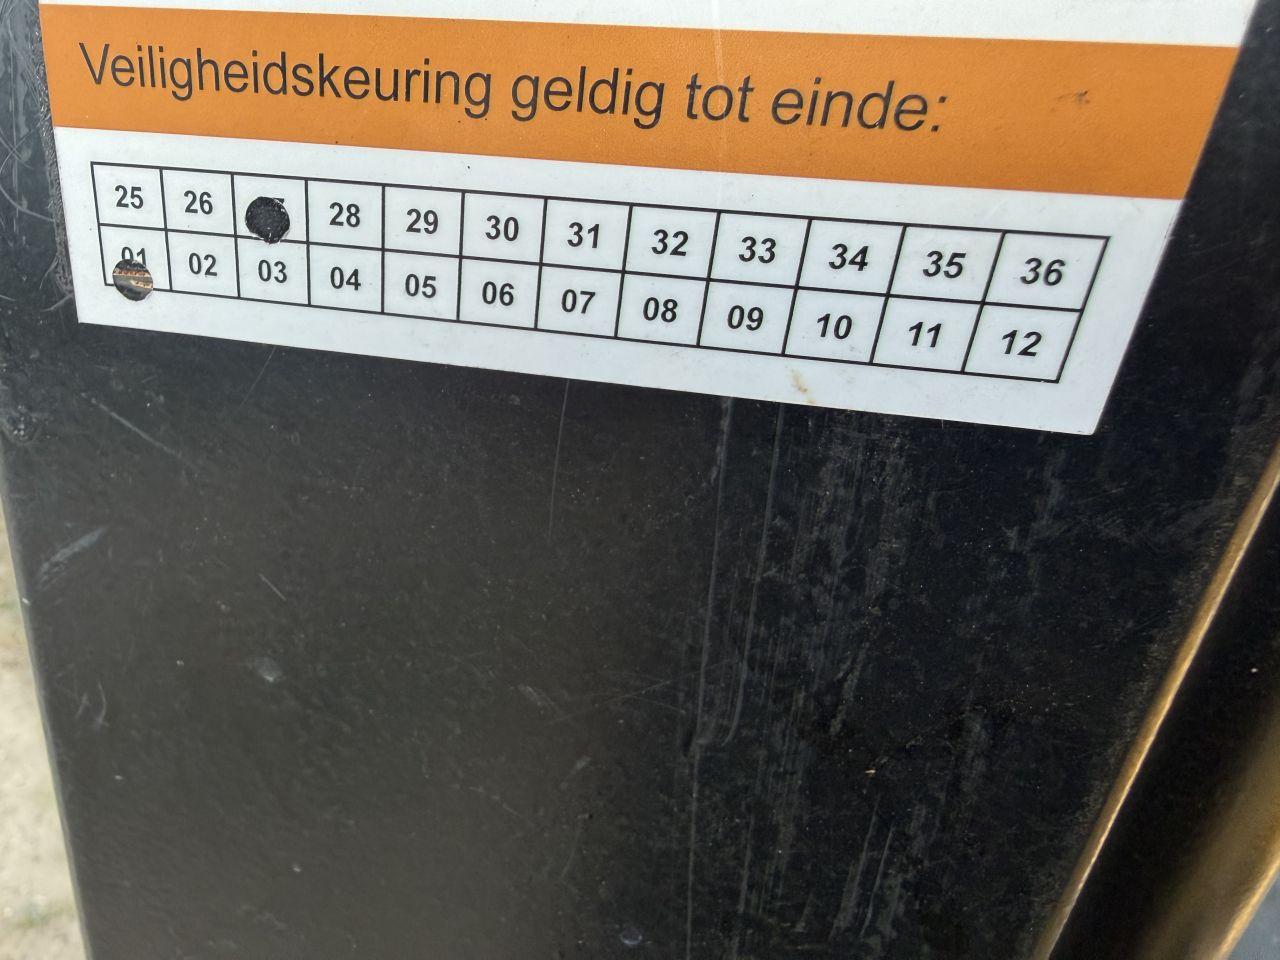 Veiligheidskeuring geldig tot einde:
25 26 28 29 30 31 32 33 34 35 36
01 02 03 04 05 06 07 08 09 10 11 12